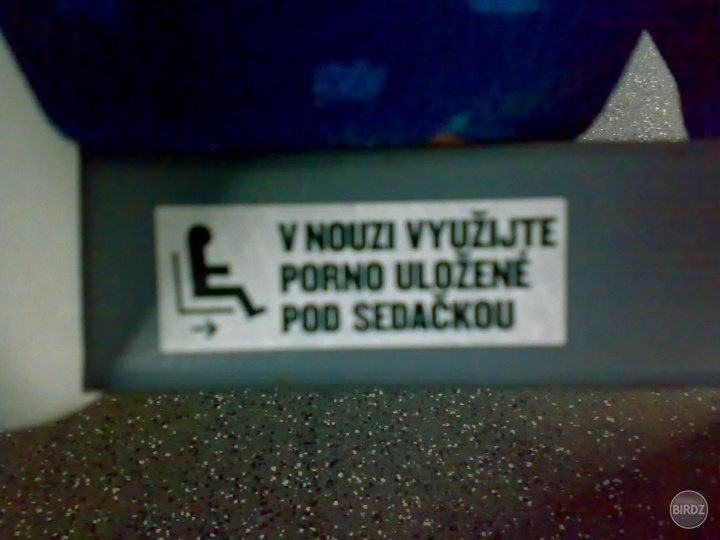 V NOUZI VYUŽIJTE
PORNO ULOŽENÉ
POD SEDAČKOU
BIRDZ